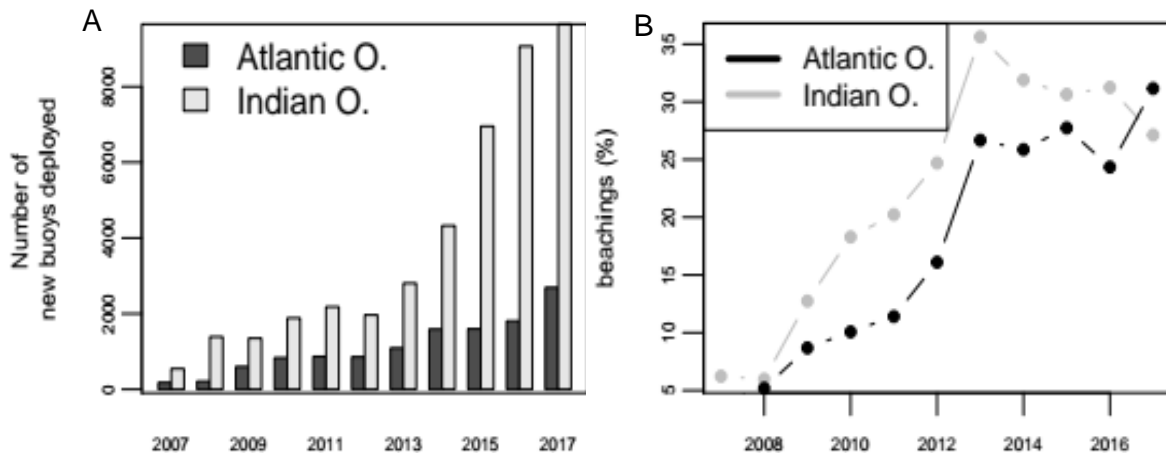 A
Atlantic O.
Indian O.
Number of
new buoys deployed
0
2000
4000
6000
8000
2007
2009
2011
2013
2015
2017
B
Atlantic O.
Indian O.
beachings (%)
5
10
15
20
25
30
35
2008
2010
2012
2014
2016